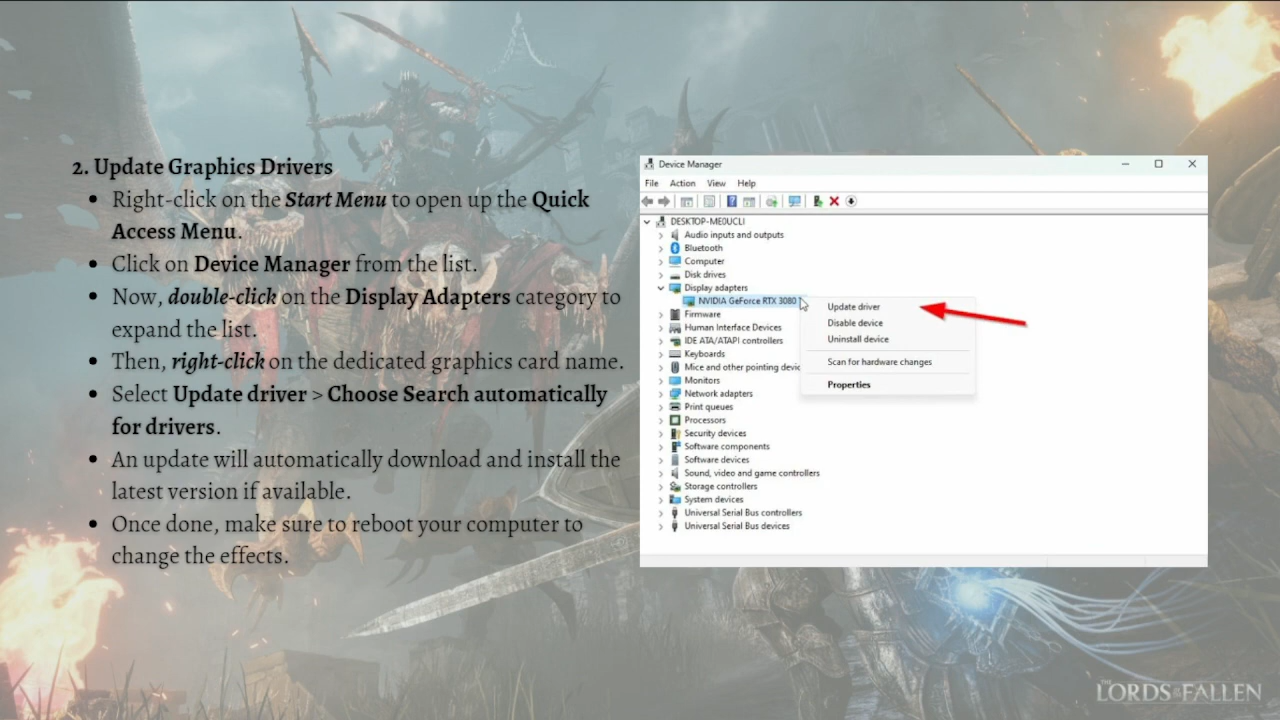 2. Update Graphics Drivers
• Right-click on the Start Menu to open up the Quick
Access Menu.
• Click on Device Manager from the list.
• Now, double-click on the Display Adapters category to
expand the list.
• Then, right-click on the dedicated graphics card name.
• Select Update driver > Choose Search automatically
for drivers.
• An update will automatically download and install the
latest version if available.
• Once done, make sure to reboot your computer to
change the effects.
Device Manager
File Action View Help
DESKTOP-ME0UCLI
Audio inputs and outputs
Bluetooth
Computer
Disk drives
Display adapters
NVIDIA GeForce RTX 3080
Firmware
Human Interface Devices
IDE ATA/ATAPI controllers
Keyboards
Mice and other pointing devic
Monitors
Network adapters
Print queues
Processors
Security devices
Software components
Software devices
Sound, video and game controllers
Storage controllers
System devices
Universal Serial Bus controllers
Universal Serial Bus devices
Update driver
Disable device
Uninstall device
Scan for hardware changes
Properties
THE LORDS OF THE FALLEN